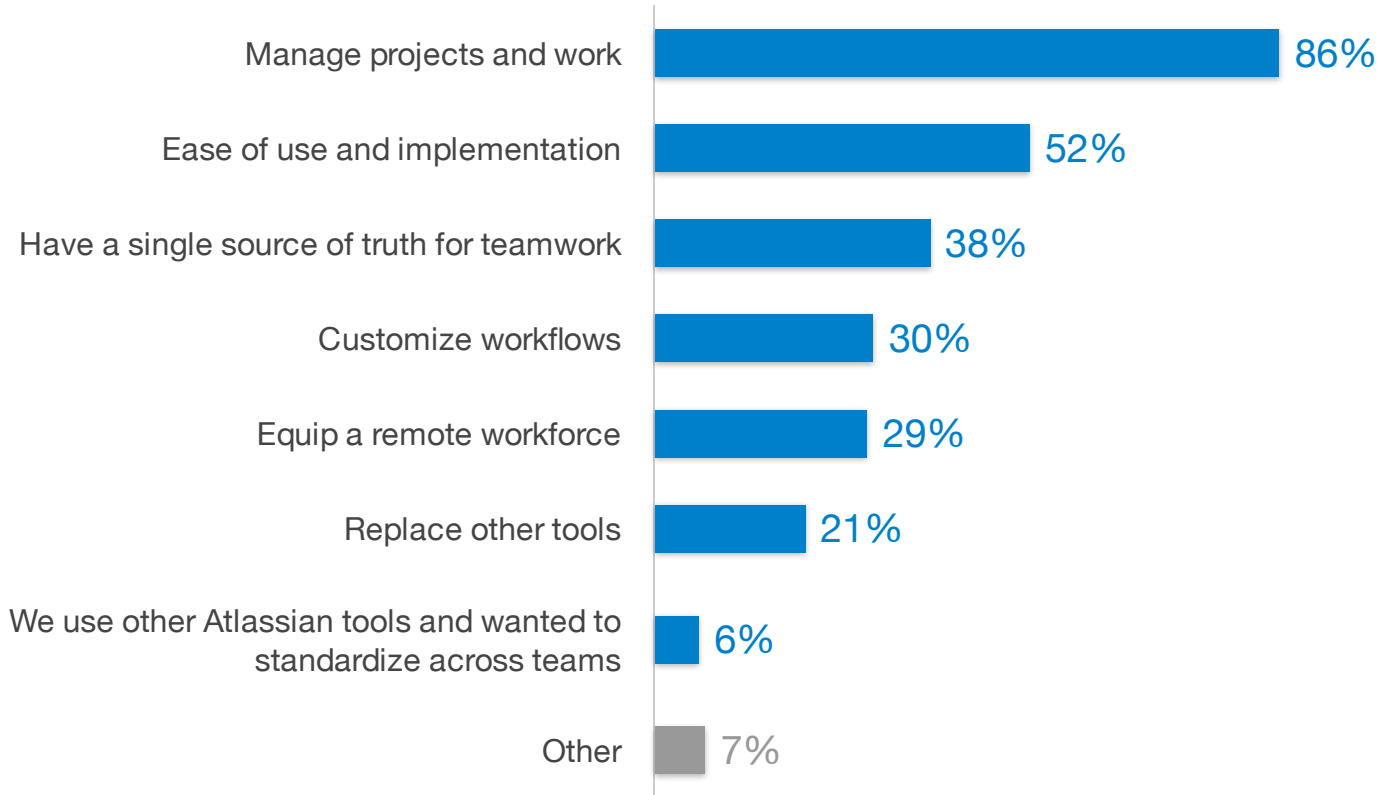 Manage projects and work 86%
Ease of use and implementation 52%
Have a single source of truth for teamwork 38%
Customize workflows 30%
Equip a remote workforce 29%
Replace other tools 21%
We use other Atlassian tools and wanted to
standardize across teams 6%
Other 7%